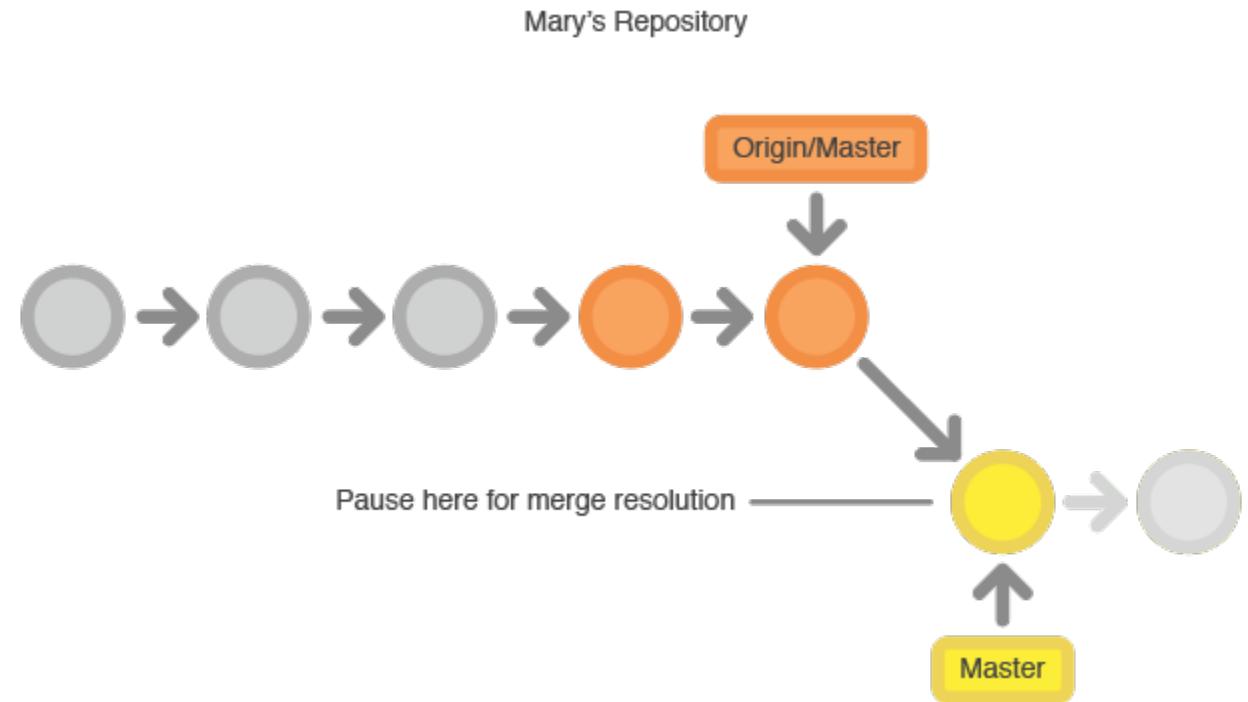 Mary’s Repository
Origin/Master
Pause here for merge resolution
Master